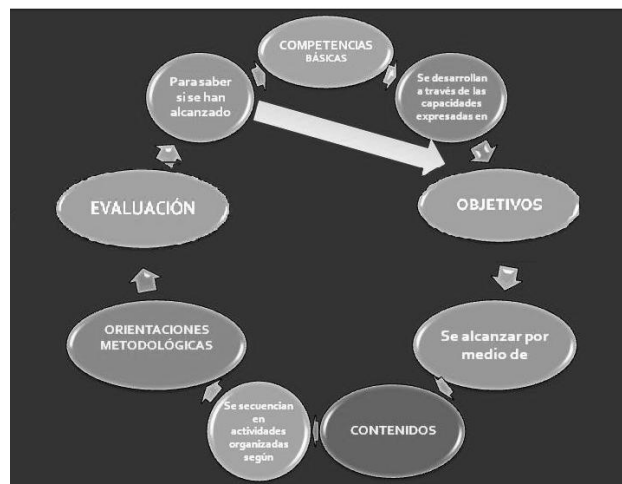 COMPETENCIAS
BÁSICAS
Se desarrollan
a través de las
capacidades
expresadas en
OBJETIVOS
Se alcanzar por
medio de
CONTENIDOS
Se secuencian
en
actividades
organizadas
según
ORIENTACIONES
METODOLÓGICAS
EVALUACIÓN
Para saber
si se han
alcanzado